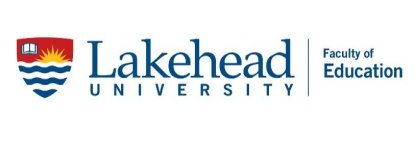 Lakehead
UNIVERSITY
Faculty of
Education